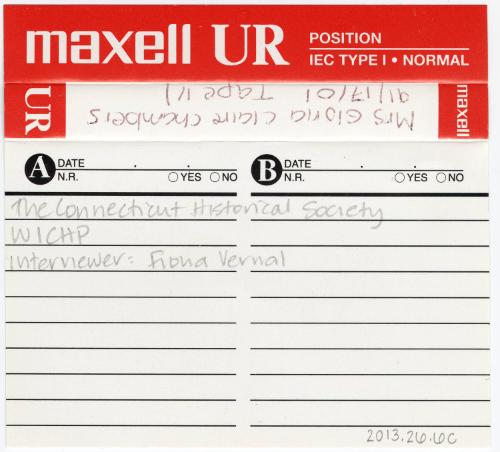 maxell UR POSITION
IEC TYPE I • NORMAL
UR
Mrs Gloria Claire Chambers
9/17/01 Tape 1/1
maxell
A DATE . .
N.R. YES NO
B DATE . .
N.R. YES NO
The Connecticut Historical Society
WICHP
Interviewer: Fiona Vernal
2013.26.6C